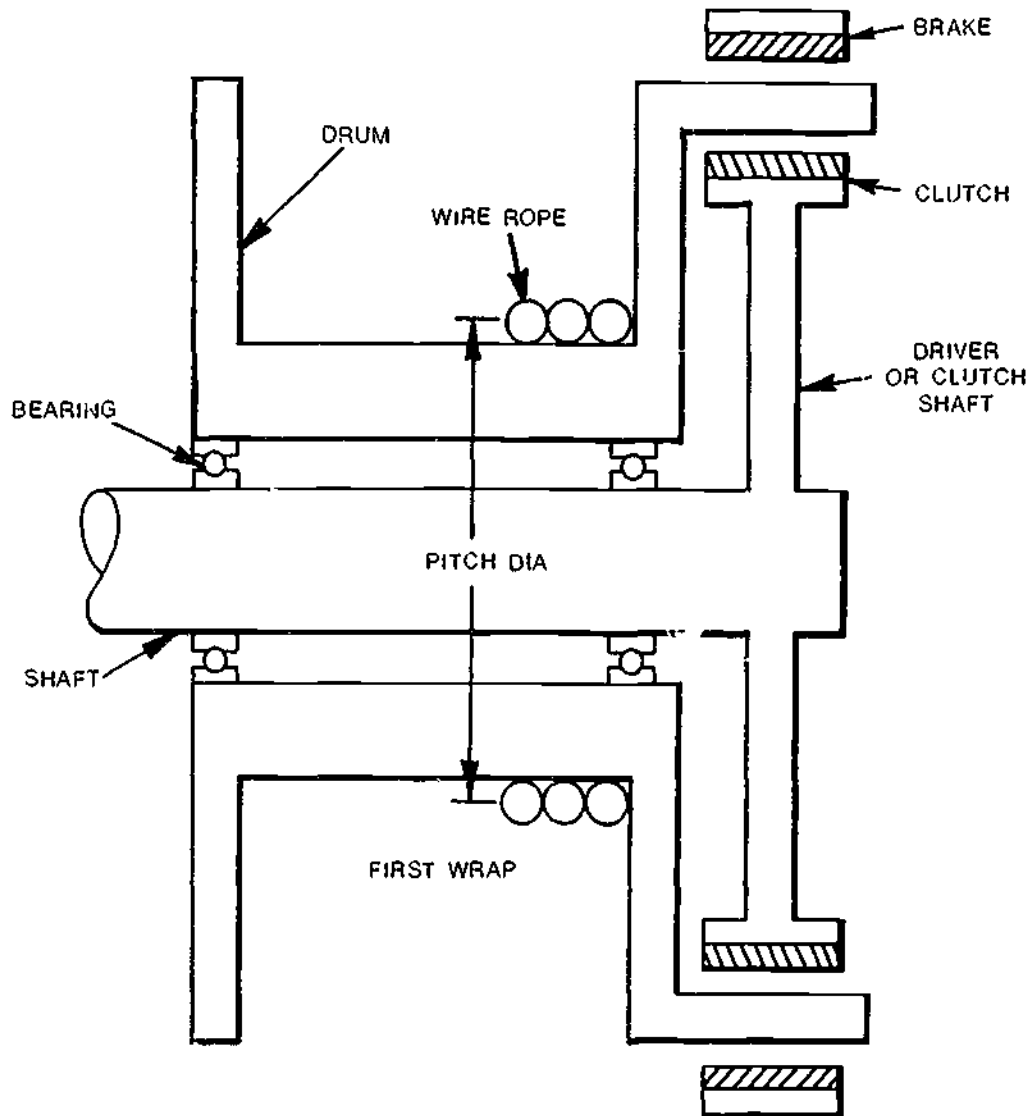 BRAKE
DRUM
CLUTCH
WIRE ROPE
DRIVER
OR CLUTCH
SHAFT
BEARING
PITCH DIA
SHAFT
FIRST WRAP